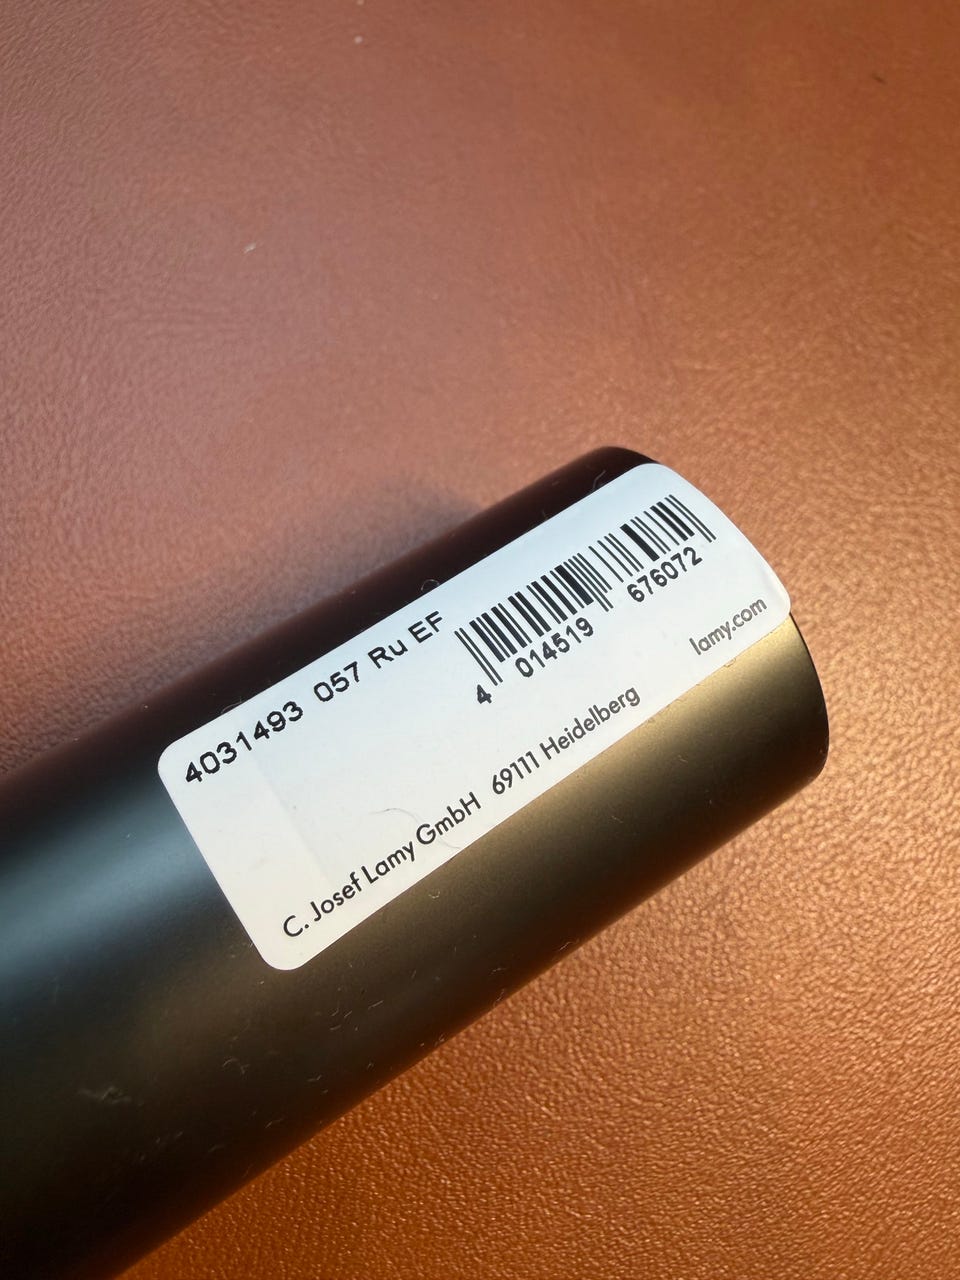 4031493 057 Ru EF
4 014519 676072
lamy.com
C. Josef Lamy GmbH 69111 Heidelberg